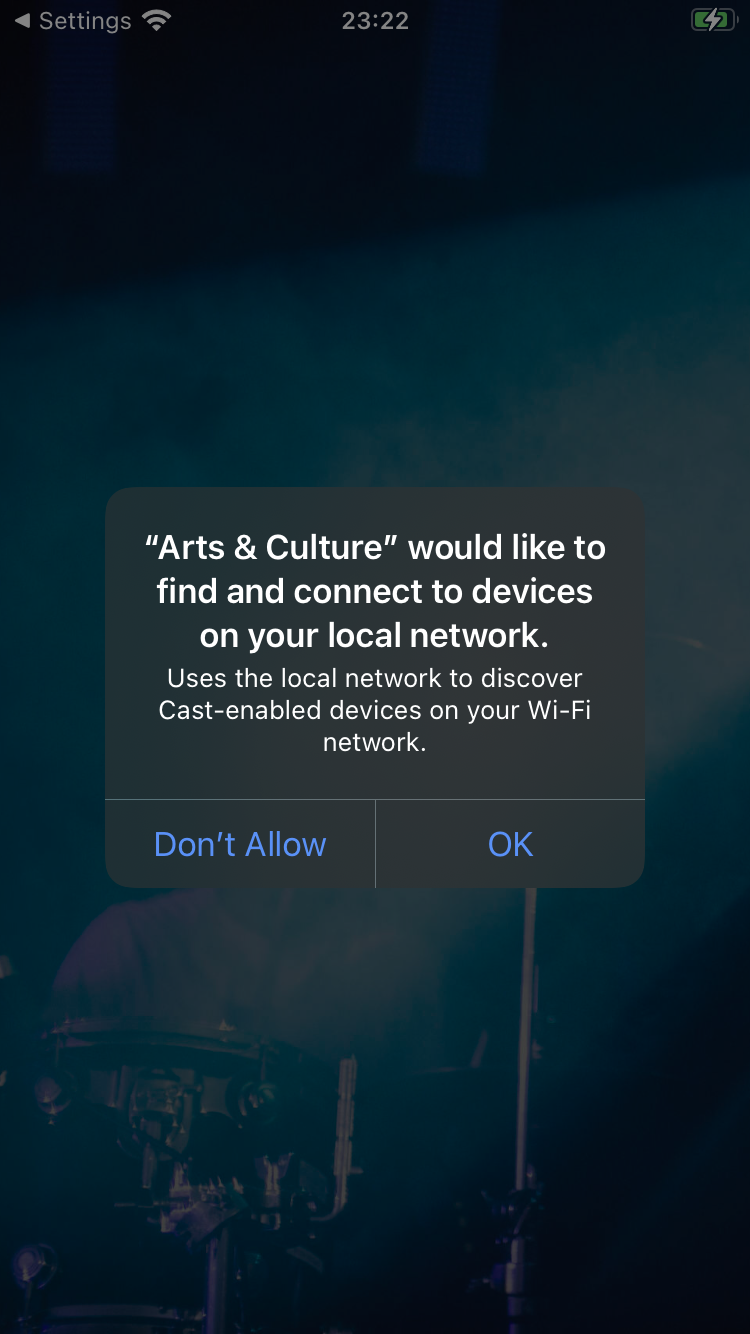 ◀ Settings 23:22
“Arts & Culture” would like to
find and connect to devices
on your local network.
Uses the local network to discover
Cast-enabled devices on your Wi-Fi
network.
Don’t Allow OK